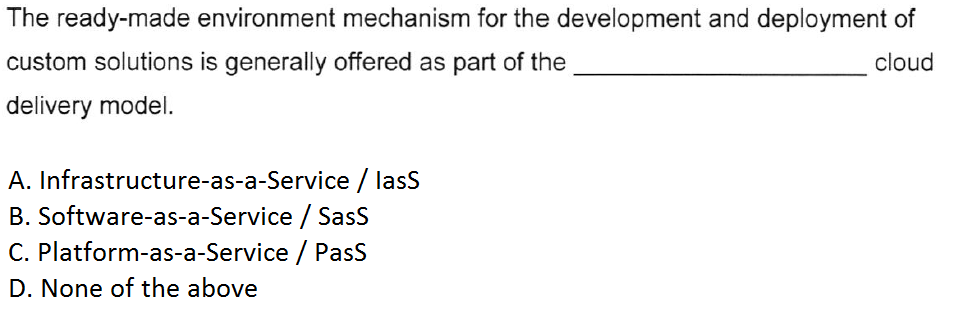 The ready-made environment mechanism for the development and deployment of
custom solutions is generally offered as part of the ____________________ cloud
delivery model.
A. Infrastructure-as-a-Service / IasS
B. Software-as-a-Service / SasS
C. Platform-as-a-Service / PasS
D. None of the above